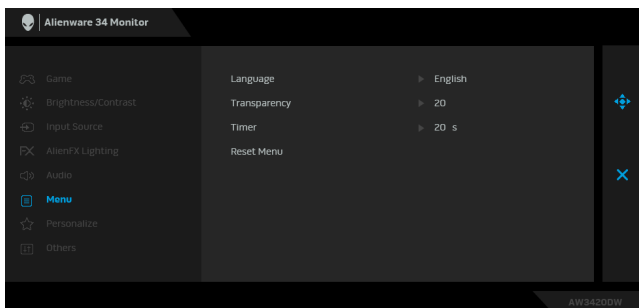 Alienware 34 Monitor
Game
Brightness/Contrast
Input Source
FX AlienFX Lighting
Audio
Menu
Personalize
Others
Language English
Transparency 20
Timer 20 s
Reset Menu
AW3420DW